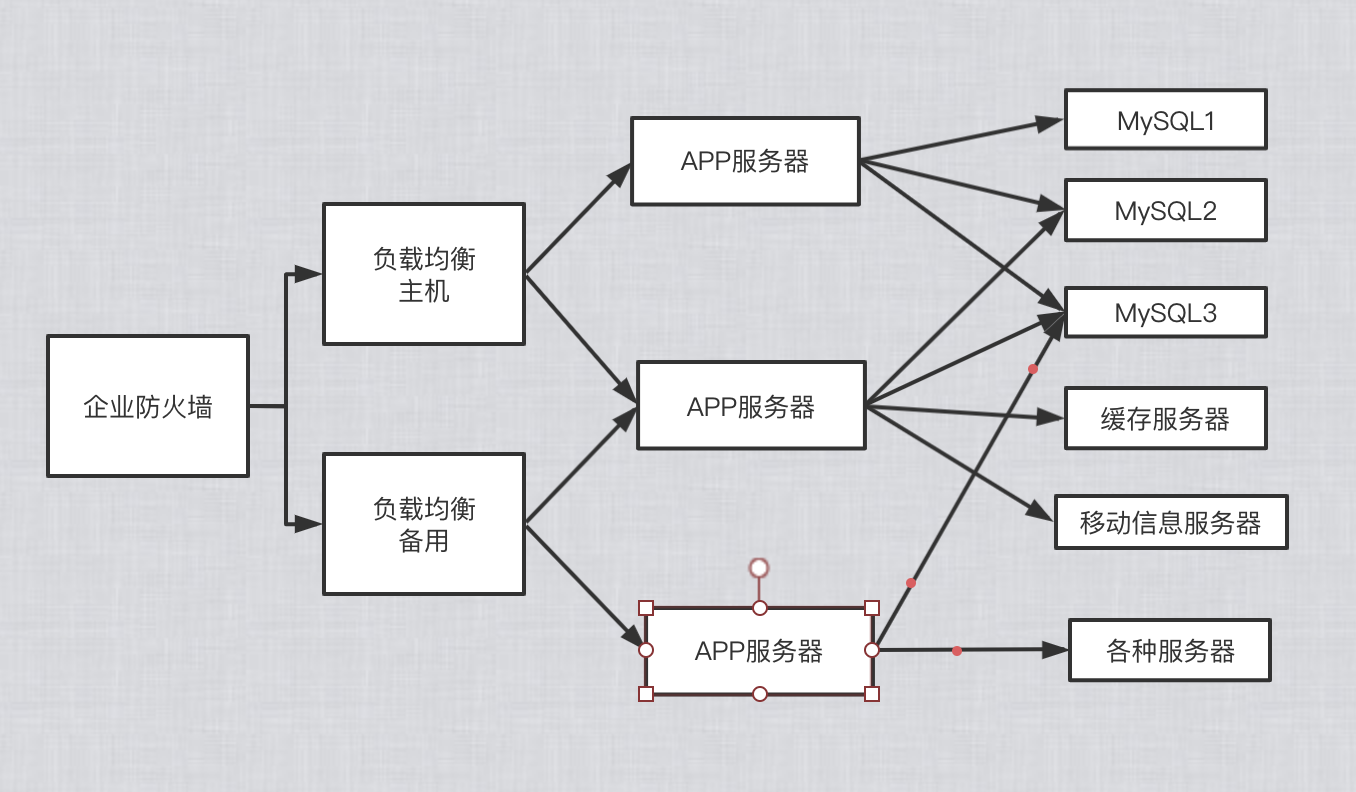 企业防火墙
负载均衡
主机
负载均衡
备用
APP服务器
APP服务器
APP服务器
MySQL1
MySQL2
MySQL3
缓存服务器
移动信息服务器
各种服务器